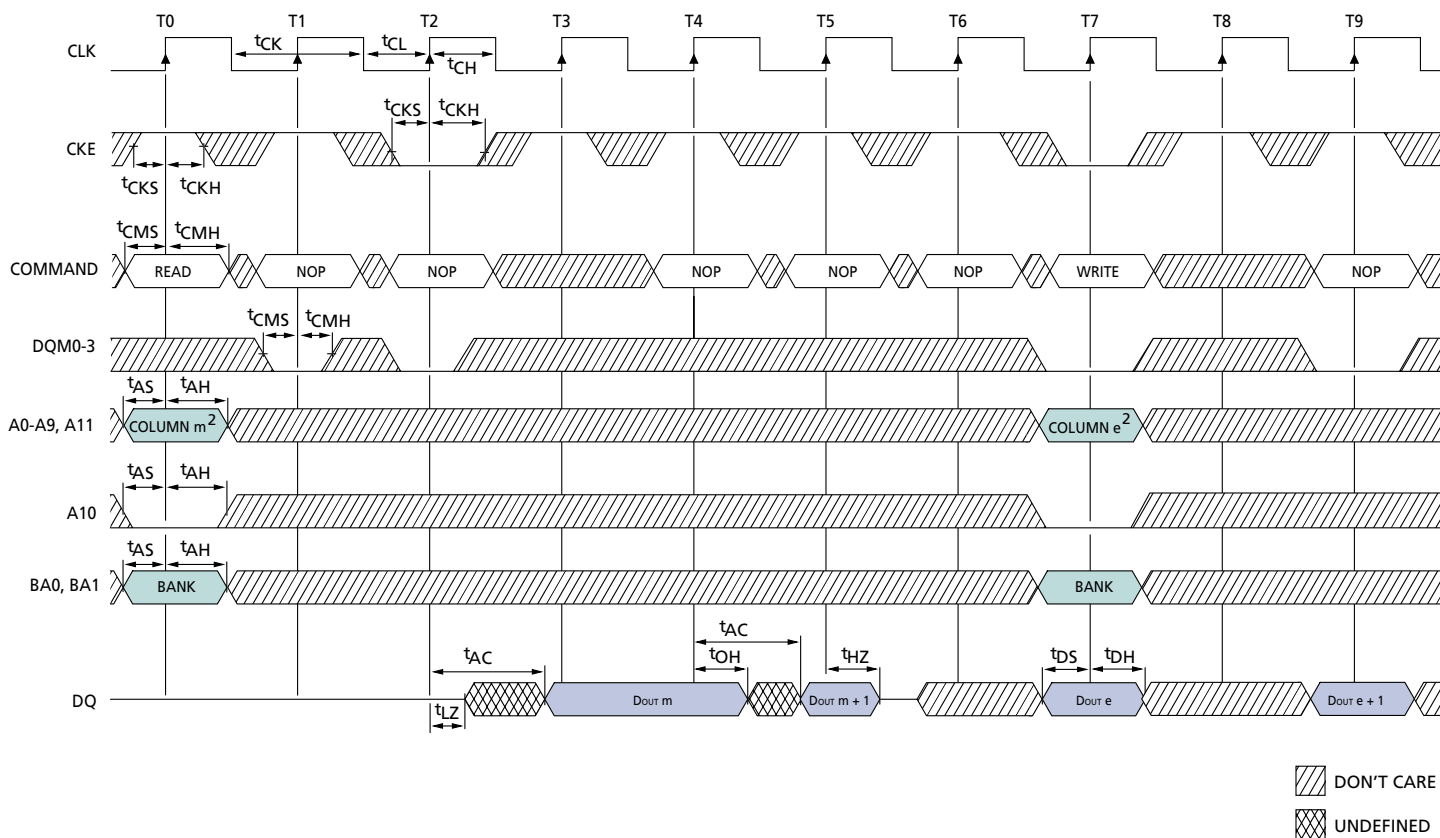 T0 T1 T2 T3 T4 T5 T6 T7 T8 T9
CLK tCK tCL tCH
tCKS tCKH
CKE
tCKS tCKH
tCMS tCMH
COMMAND READ NOP NOP NOP NOP NOP WRITE NOP
tCMS tCMH
DQM0-3
tAS tAH
A0-A9, A11 COLUMN m2 COLUMN e2
tAS tAH
A10
tAS tAH
BA0, BA1 BANK BANK
tAC tAC tOH tHZ tDS tDH
DQ DOUT m DOUT m + 1 DOUT e DOUT e + 1
tLZ
DON'T CARE
UNDEFINED